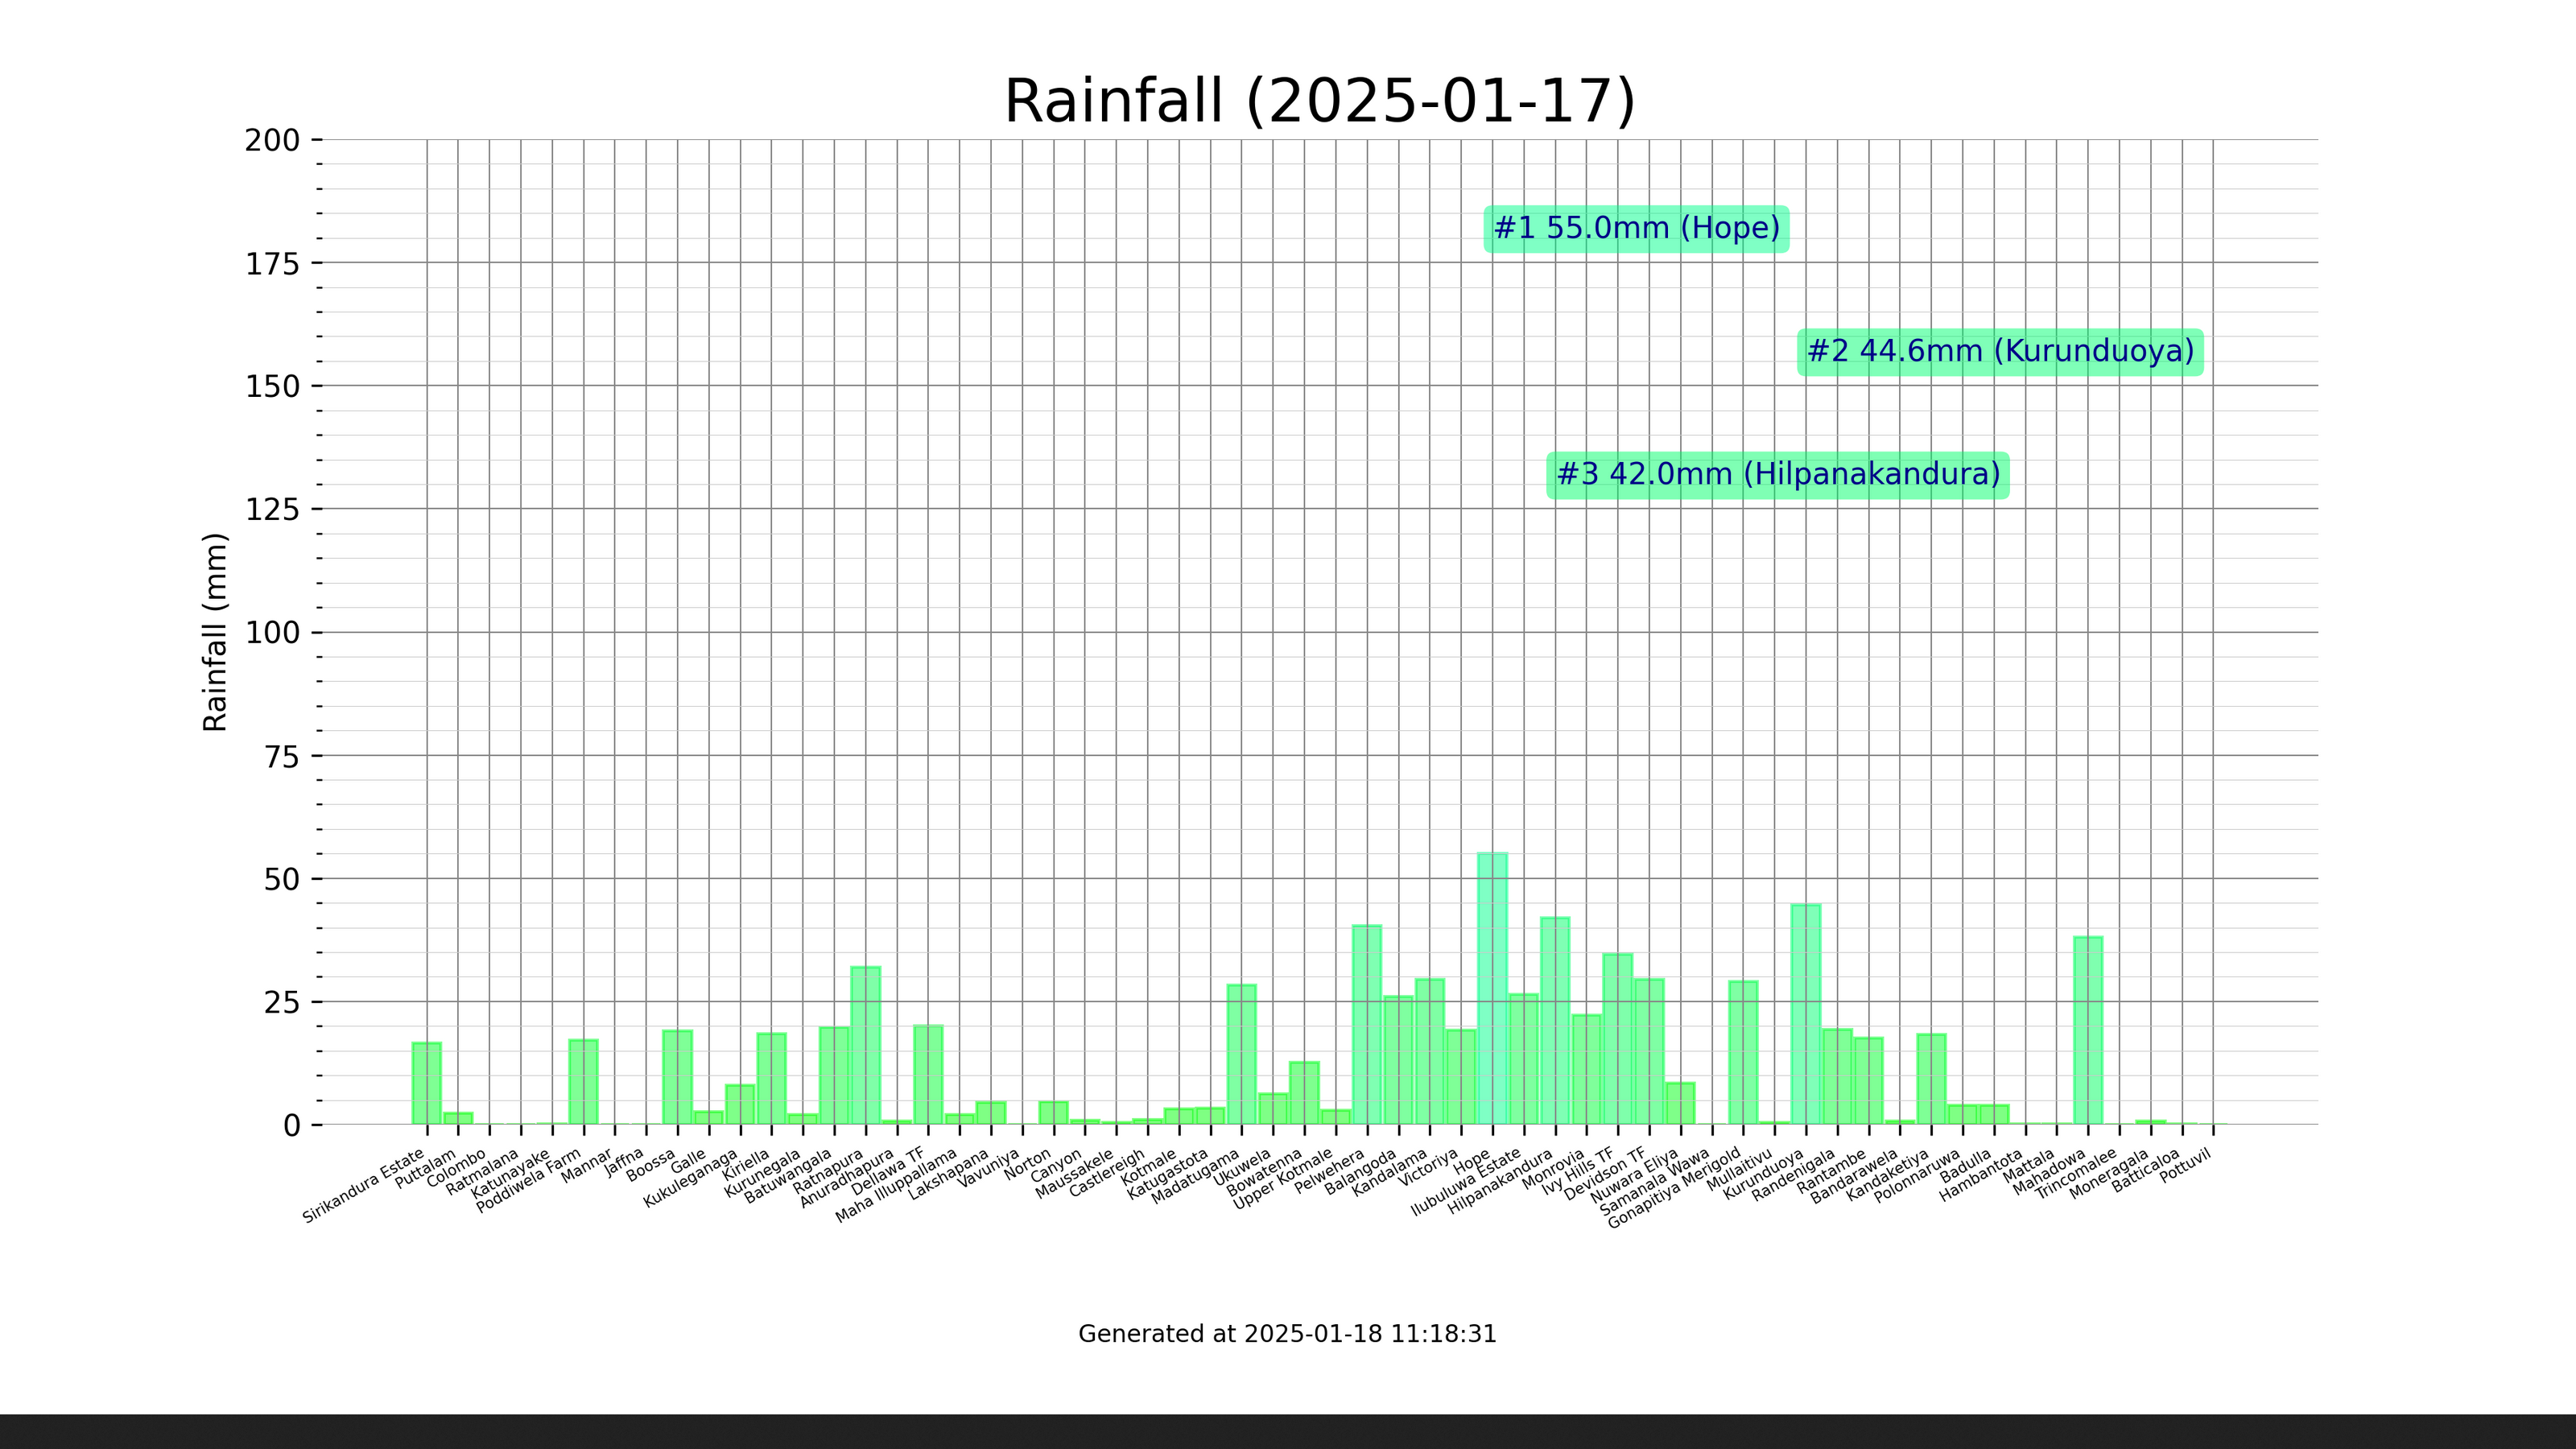 Rainfall (2025-01-17)
Rainfall (mm)
200
175
150
125
100
75
50
25
0
#1 55.0mm (Hope)
#2 44.6mm (Kurunduoya)
#3 42.0mm (Hilpanakandura)
Sirikandura Estate
Puttalam
Colombo
Ratmalana
Katunayake
Poddiwela Farm
Mannar
Jaffna
Boossa
Galle
Kukuleganaga
Kiriella
Kurunegala
Batuwangala
Ratnapura
Anuradhapura
Dellawa TF
Maha Illuppallama
Lakshapana
Vavuniya
Norton
Canyon
Maussakele
Castlereigh
Kotmale
Katugastota
Madatugama
Ukuwela
Bowatenna
Upper Kotmale
Pelwehera
Balangoda
Kandalama
Victoriya
Hope
Ilubuluwa Estate
Hilpanakandura
Monrovia
Ivy Hills TF
Devidson TF
Nuwara Eliya
Samanala Wawa
Gonapitiya Merigold
Mullaitivu
Kurunduoya
Randenigala
Rantambe
Bandarawela
Kandaketiya
Polonnaruwa
Badulla
Hambantota
Mattala
Mahadowa
Trincomalee
Moneragala
Batticaloa
Pottuvil
Generated at 2025-01-18 11:18:31